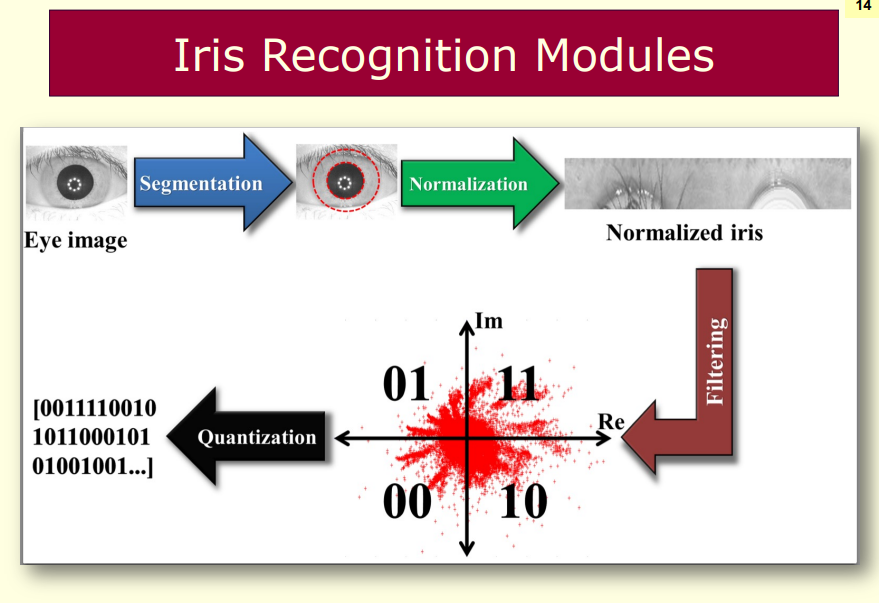 14
Iris Recognition Modules
Segmentation
Normalization
Eye image
Normalized iris
Filtering
Im
01
11
Re
00
10
Quantization
[0011110010
1011000101
01001001...]